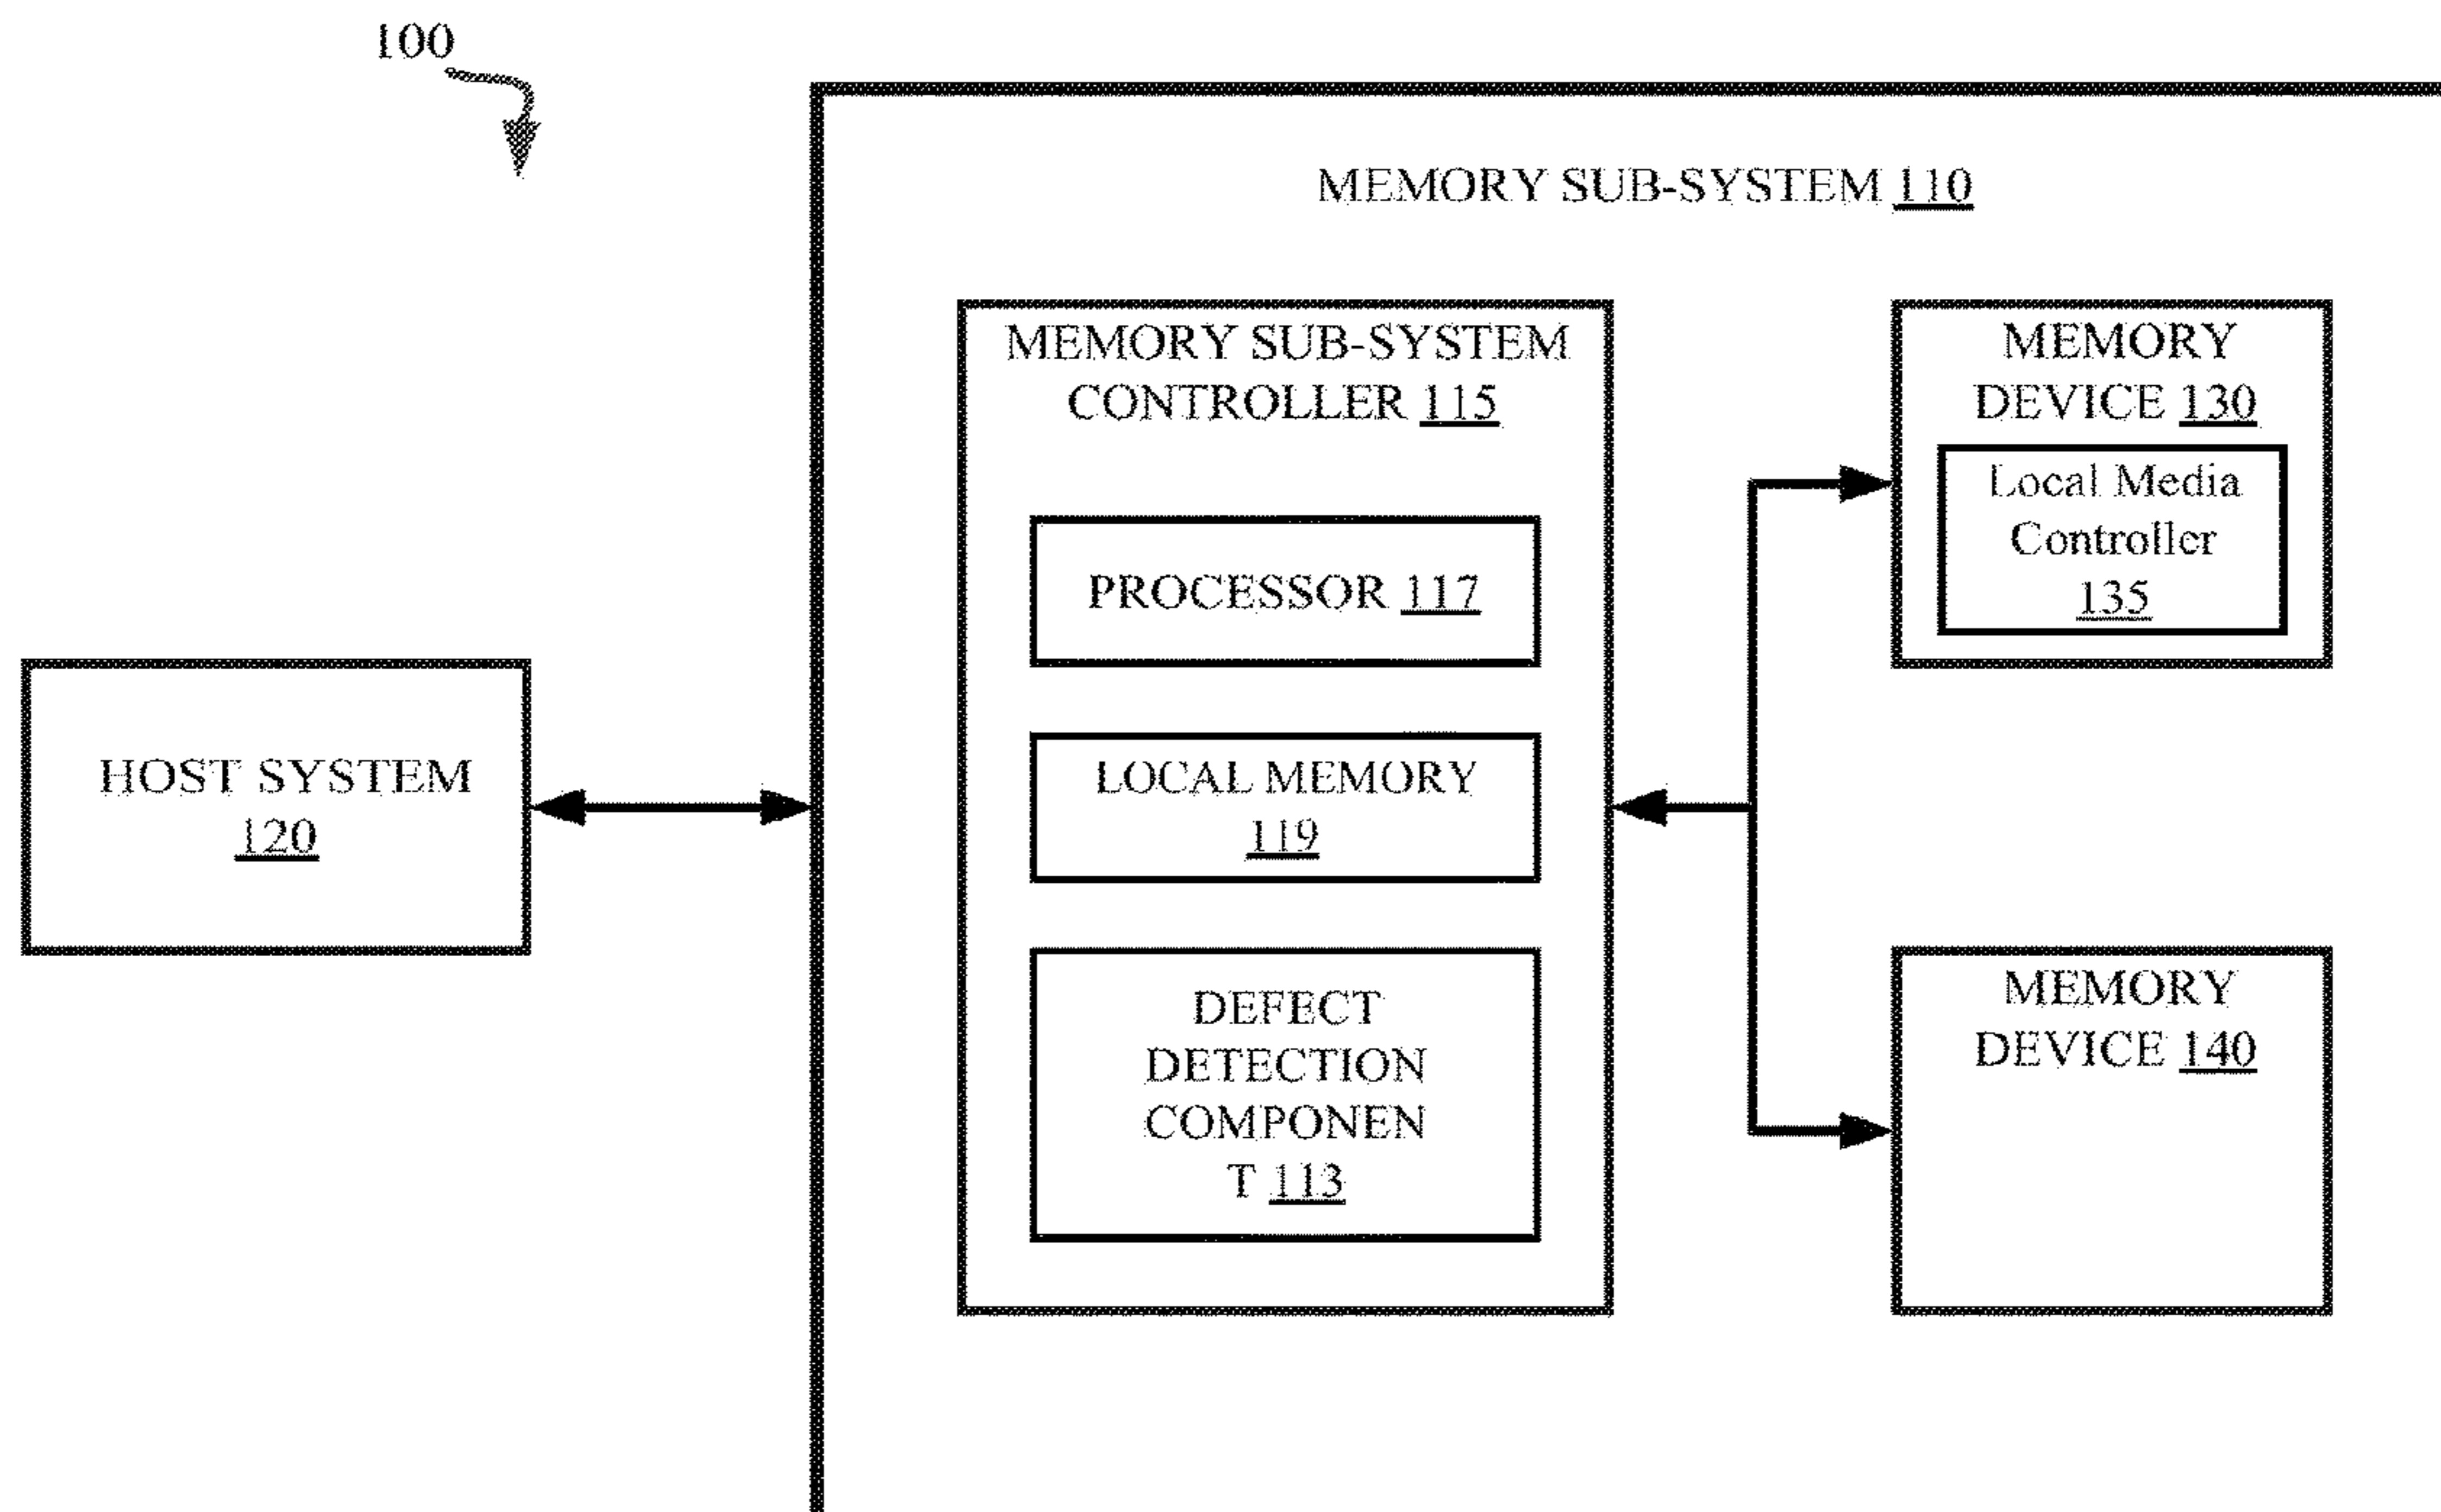 100
MEMORY SUB-SYSTEM 110
MEMORY SUB-SYSTEM
CONTROLLER 115
PROCESSOR 117
LOCAL MEMORY
119
DEFECT
DETECTION
COMPONEN
T 113
MEMORY
DEVICE 130
Local Media
Controller
135
MEMORY
DEVICE 140
HOST SYSTEM
120